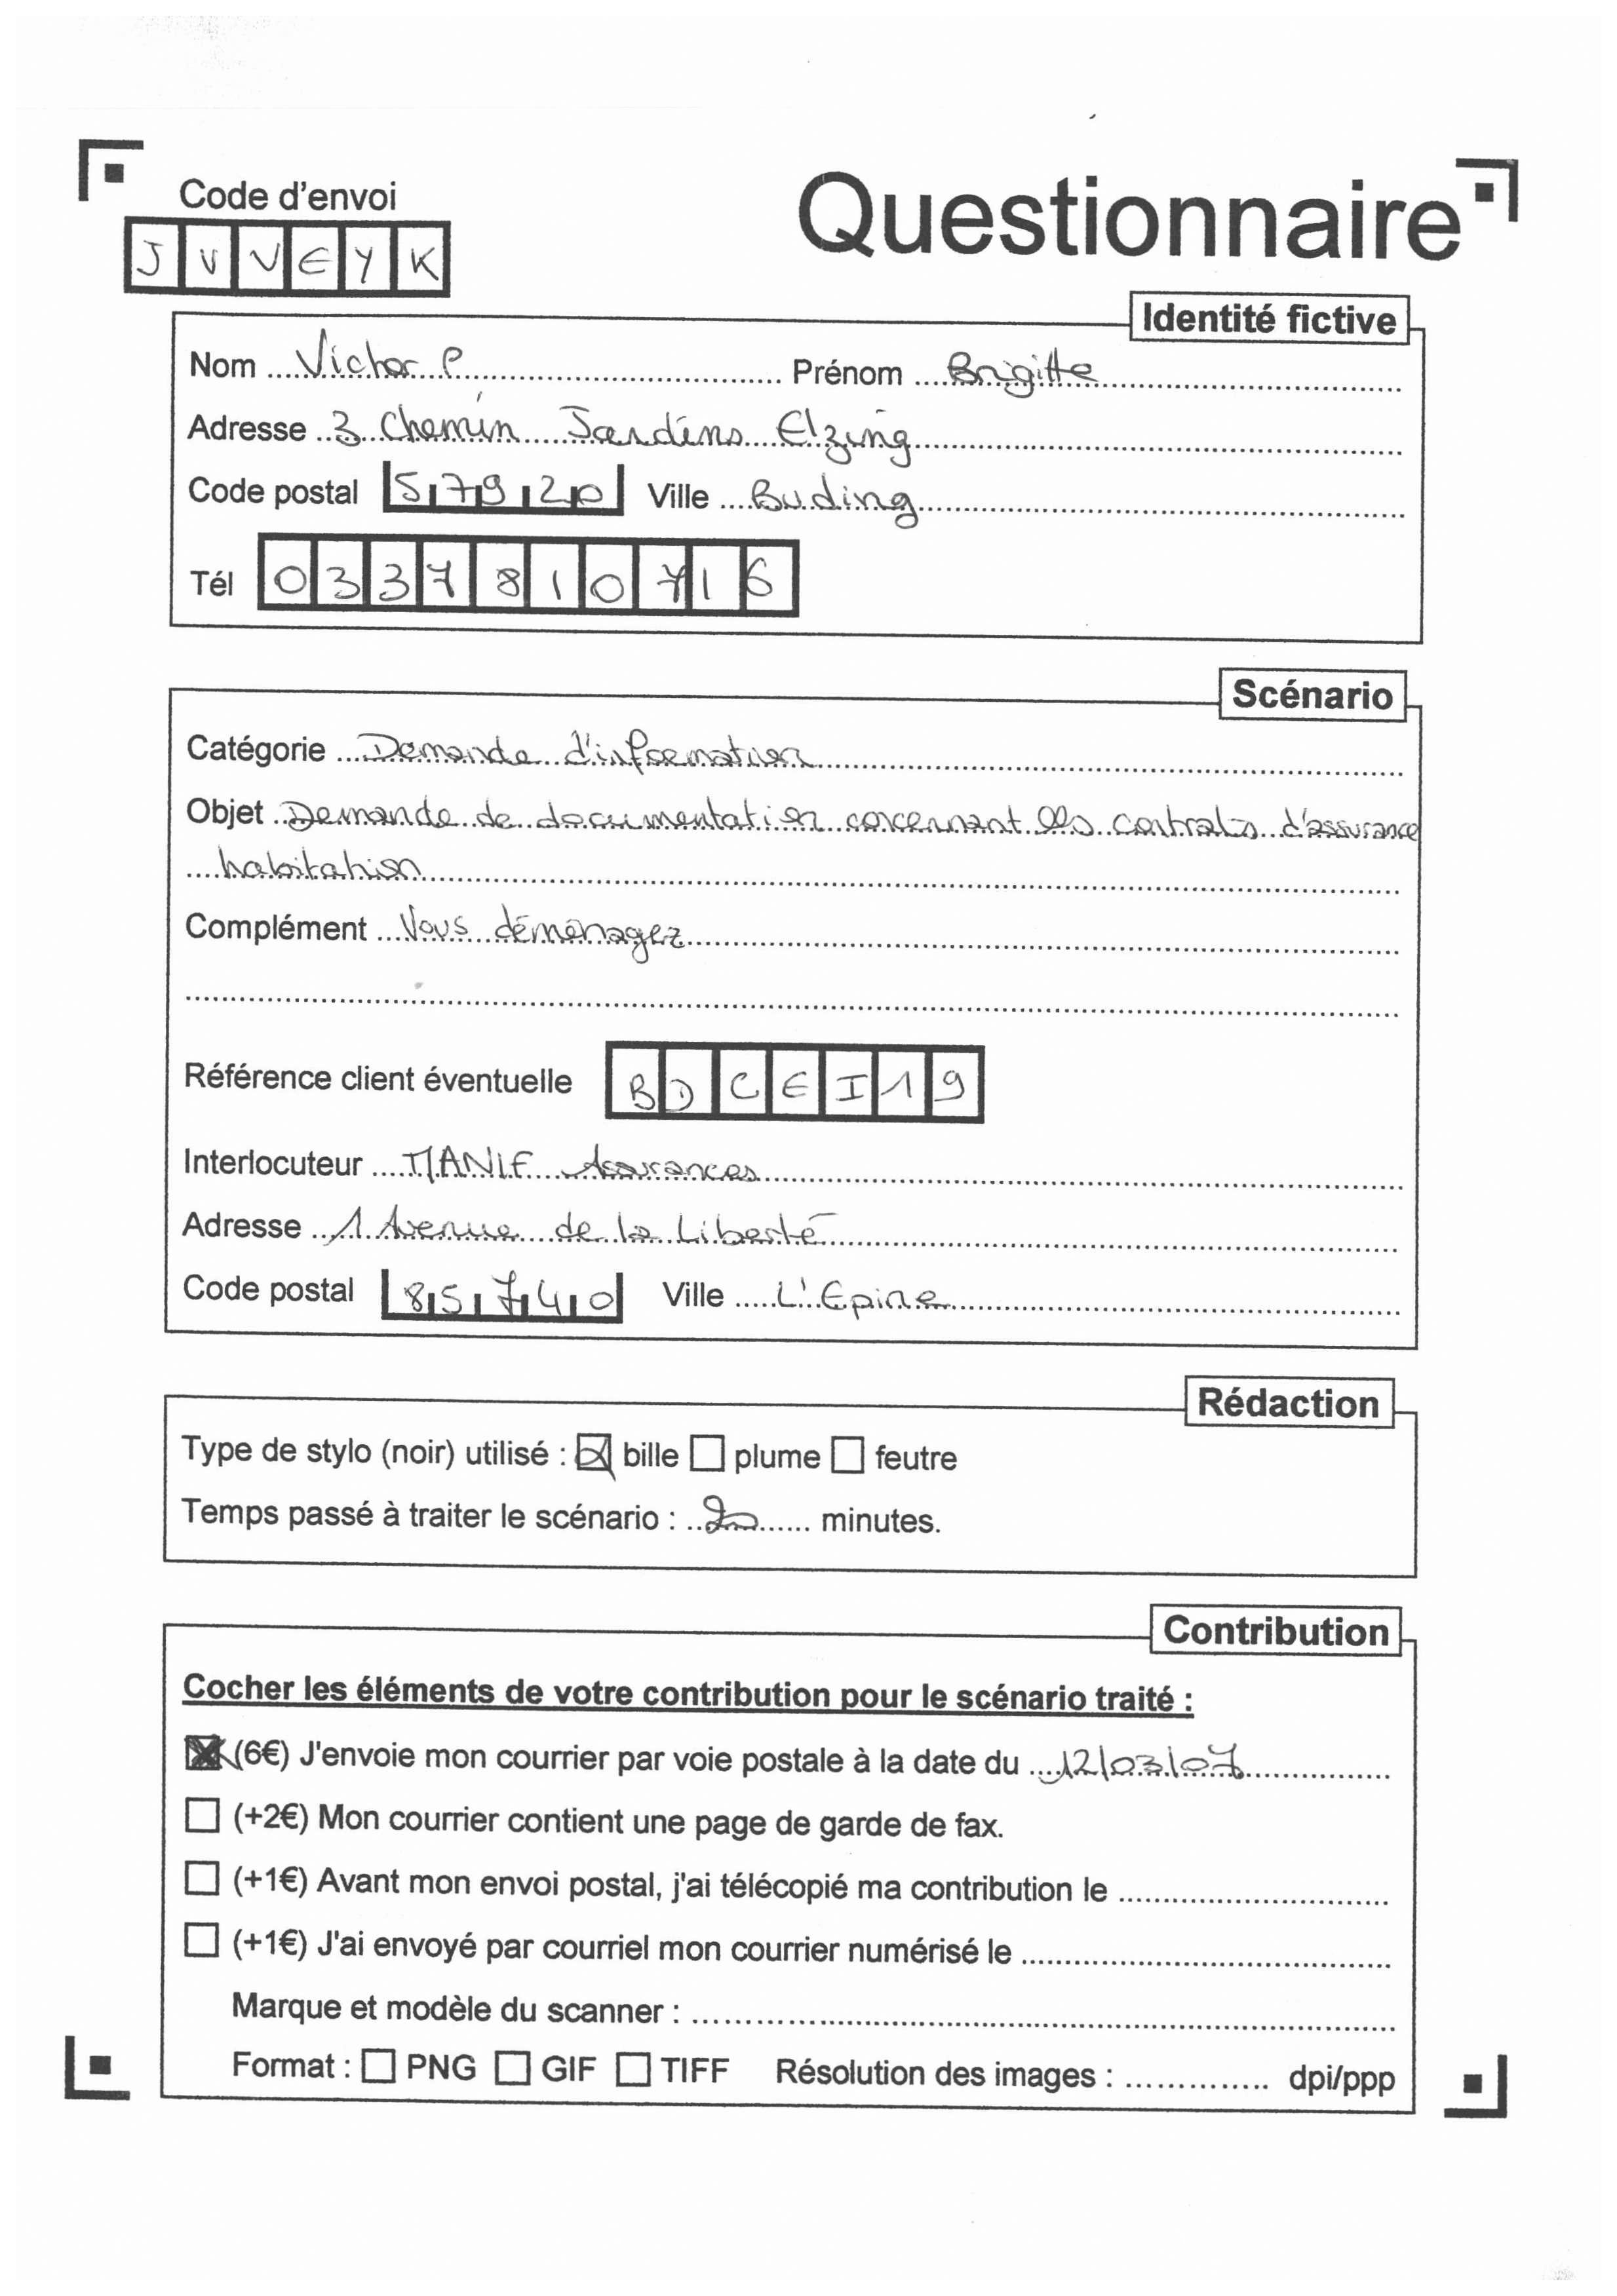 Code d'envoi
Questionnaire
J V V E Y K
Identité fictive
Nom Victor P Prénom Brigitte
Adresse 3 Chemin Jardins Elzing
Code postal 57920 Ville Buding
Tél 0337810716
Scénario
Catégorie Demande d'information
Objet Demande de documentation concernant les contrats d'assurance
habitation
Complément Vous déménagez
Référence client éventuelle BDCEI19
Interlocuteur MANIF Assurances
Adresse 1 Avenue de la Liberté
Code postal 85740 Ville L'Epine
Rédaction
Type de stylo (noir) utilisé : bille plume feutre
Temps passé à traiter le scénario : 20 minutes.
Contribution
Cocher les éléments de votre contribution pour le scénario traité :
(6€) J'envoie mon courrier par voie postale à la date du 12/03/07
(+2€) Mon courrier contient une page de garde de fax.
(+1€) Avant mon envoi postal, j'ai télécopié ma contribution le
(+1€) J'ai envoyé par courriel mon courrier numérisé le
Marque et modèle du scanner :
Format : PNG GIF TIFF Résolution des images : dpi/ppp